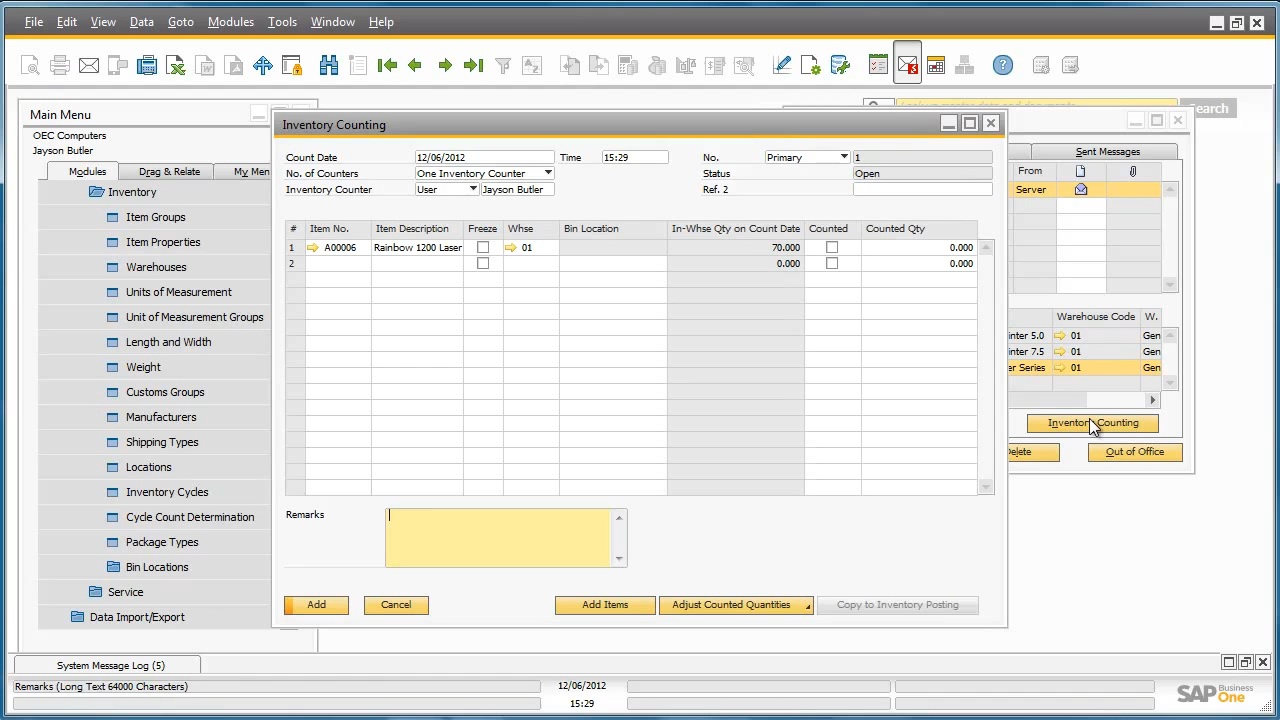 File Edit View Data Goto Modules Tools Window Help
Main Menu
OEC Computers
Jayson Butler
Modules Drag & Relate My Men
Inventory
Item Groups
Item Properties
Warehouses
Units of Measurement
Unit of Measurement Groups
Length and Width
Weight
Customs Groups
Manufacturers
Shipping Types
Locations
Inventory Cycles
Cycle Count Determination
Package Types
Bin Locations
Service
Data Import/Export
Inventory Counting
Count Date 12/06/2012 Time 15:29 No. Primary 1
No. of Counters One Inventory Counter Status Open
Inventory Counter User Jayson Butler Ref. 2
# Item No. Item Description Freeze Whse Bin Location In-Whse Qty on Count Date Counted Counted Qty
1 A00006 Rainbow 1200 Laser 01 70.000 0.000
2 0.000 0.000
Remarks
Add Cancel Add Items Adjust Counted Quantities Copy to Inventory Posting
earch
Sent Messages
From
Server
Warehouse Code W.
inter 5.0 01 Gen
inter 7.5 01 Gen
er Series 01 Gen
Inventory Counting
Delete Out of Office
System Message Log (5)
Remarks (Long Text 64000 Characters) 12/06/2012
15:29
SAP Business One